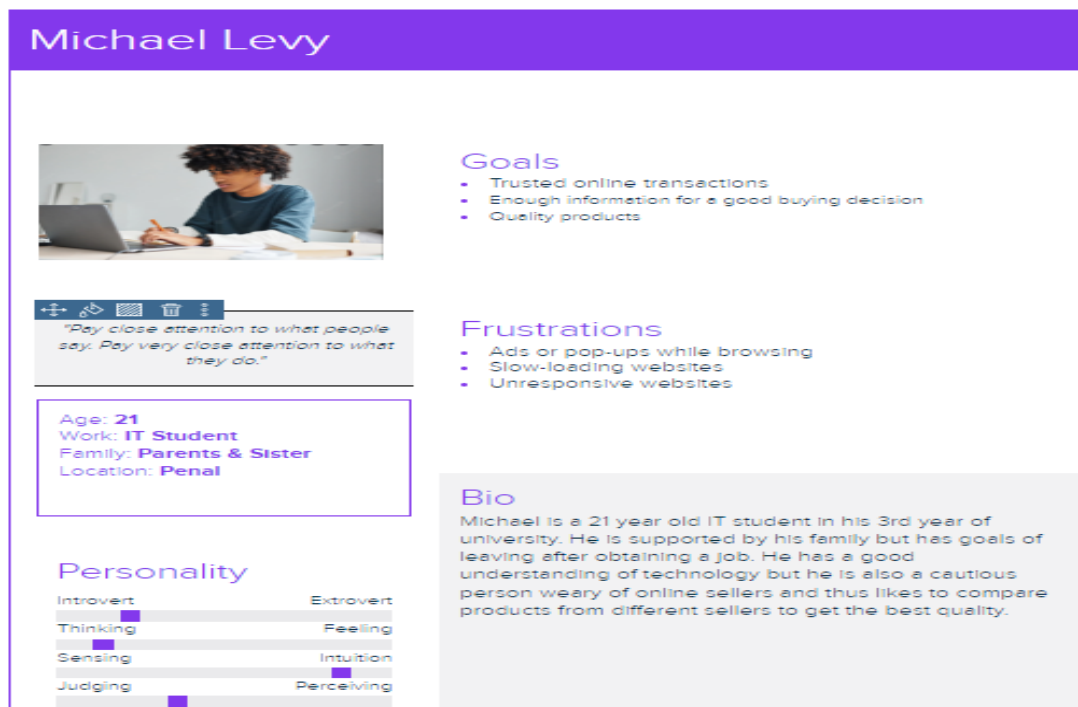 Michael Levy
Goals
Trusted online transactions
Enough information for a good buying decision
Quality products
"Pay close attention to what people
say. Pay very close attention to what
they do."
Frustrations
Ads or pop-ups while browsing
Slow-loading websites
Unresponsive websites
Age: 21
Work: IT Student
Family: Parents & Sister
Location: Penal
Bio
Michael is a 21 year old IT student in his 3rd year of
university. He is supported by his family but has goals of
leaving after obtaining a job. He has a good
understanding of technology but he is also a cautious
person weary of online sellers and thus likes to compare
products from different sellers to get the best quality.
Personality
Introvert Extrovert
Thinking Feeling
Sensing Intuition
Judging Perceiving